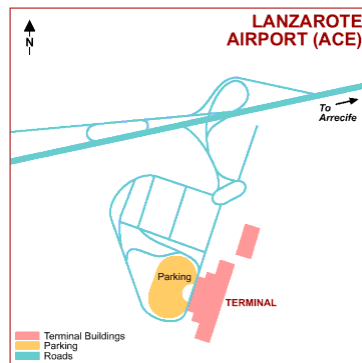 LANZAROTE
AIRPORT (ACE)
N
To
Arrecife
Parking
TERMINAL
Terminal Buildings
Parking
Roads